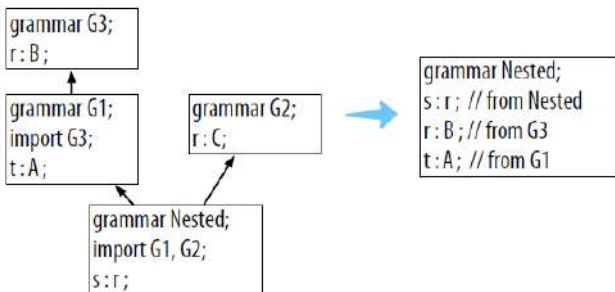 grammar G3;
r : B ;
grammar G1;
import G3;
t : A ;
grammar G2;
r : C ;
grammar Nested;
import G1, G2;
s : r ;
grammar Nested;
s : r ; // from Nested
r : B ; // from G3
t : A ; // from G1